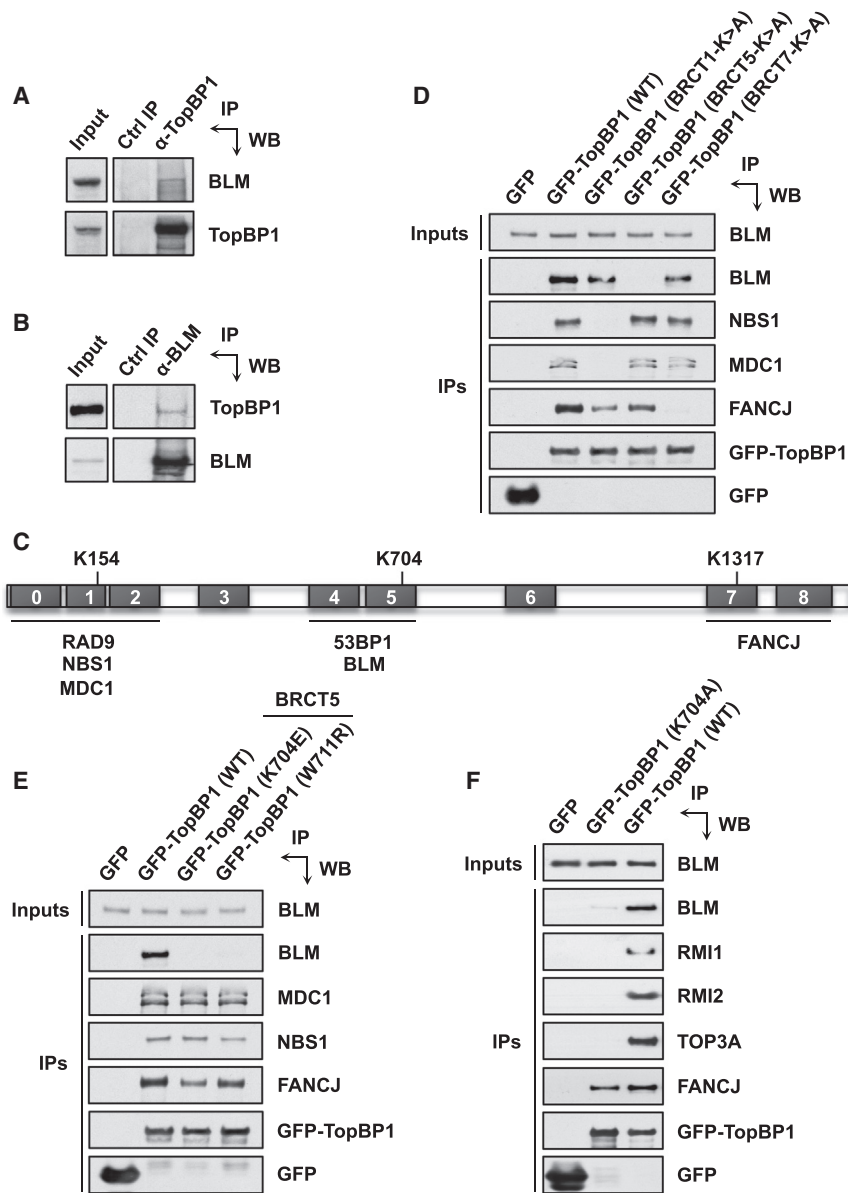 A
Input
Ctrl IP
α-TopBP1
IP
WB
BLM
TopBP1
B
Input
Ctrl IP
α-BLM
IP
WB
TopBP1
BLM
D
GFP
GFP-TopBP1 (WT)
GFP-TopBP1 (BRCT1-K>A)
GFP-TopBP1 (BRCT5-K>A)
GFP-TopBP1 (BRCT7-K>A)
IP
WB
Inputs
BLM
IPs
BLM
NBS1
MDC1
FANCJ
GFP-TopBP1
GFP
C
K154 K704 K1317
0 1 2 3 4 5 6 7 8
RAD9 53BP1 FANCJ
NBS1 BLM
MDC1
E
BRCT5
GFP
GFP-TopBP1 (WT)
GFP-TopBP1 (K704E)
GFP-TopBP1 (W711R)
IP
WB
Inputs
BLM
IPs
BLM
MDC1
NBS1
FANCJ
GFP-TopBP1
GFP
F
GFP
GFP-TopBP1 (K704A)
GFP-TopBP1 (WT)
IP
WB
Inputs
BLM
IPs
BLM
RMI1
RMI2
TOP3A
FANCJ
GFP-TopBP1
GFP